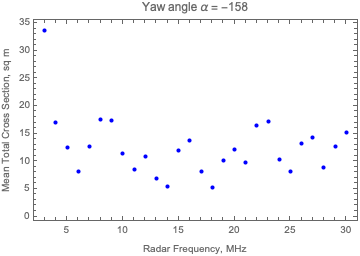 Yaw angle α = −158
Mean Total Cross Section, sq m
35
30
25
20
15
10
5
0
5 10 15 20 25 30
Radar Frequency, MHz